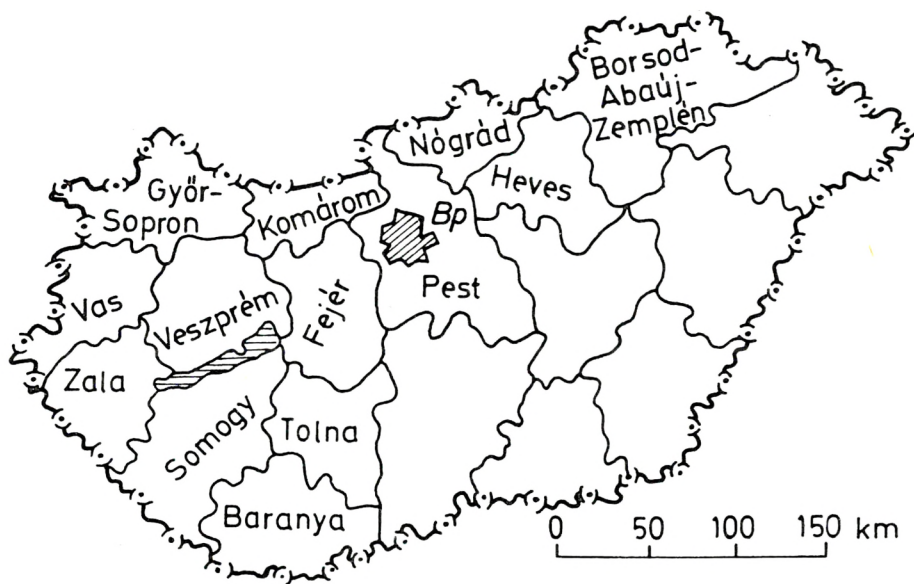 Borsod-
Abaúj-
Zemplén
Nógrád
Heves
Győr-
Sopron
Komárom
Bp
Pest
Vas
Veszprém
Fejér
Zala
Somogy
Tolna
Baranya
0 50 100 150 km